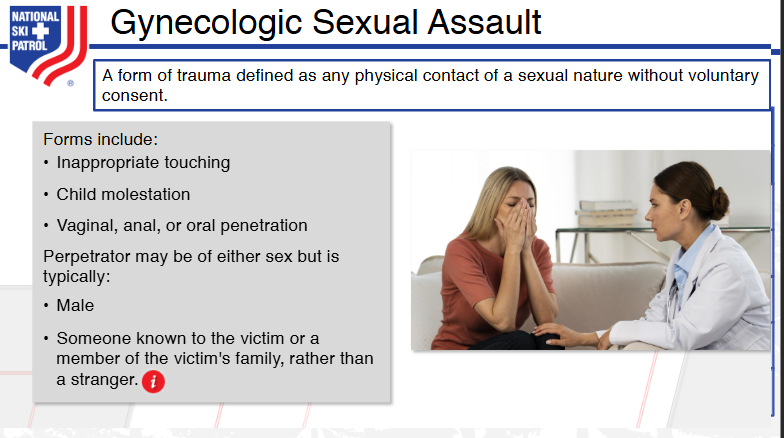 NATIONAL
SKI
PATROL
®
Gynecologic Sexual Assault
A form of trauma defined as any physical contact of a sexual nature without voluntary
consent.
Forms include:
• Inappropriate touching
• Child molestation
• Vaginal, anal, or oral penetration
Perpetrator may be of either sex but is
typically:
• Male
• Someone known to the victim or a
member of the victim's family, rather than
a stranger. i